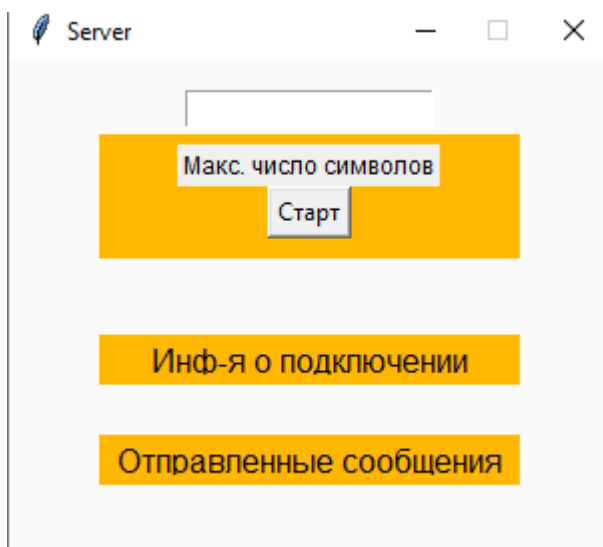 Server
Макс. число символов
Старт
Инф-я о подключении
Отправленные сообщения